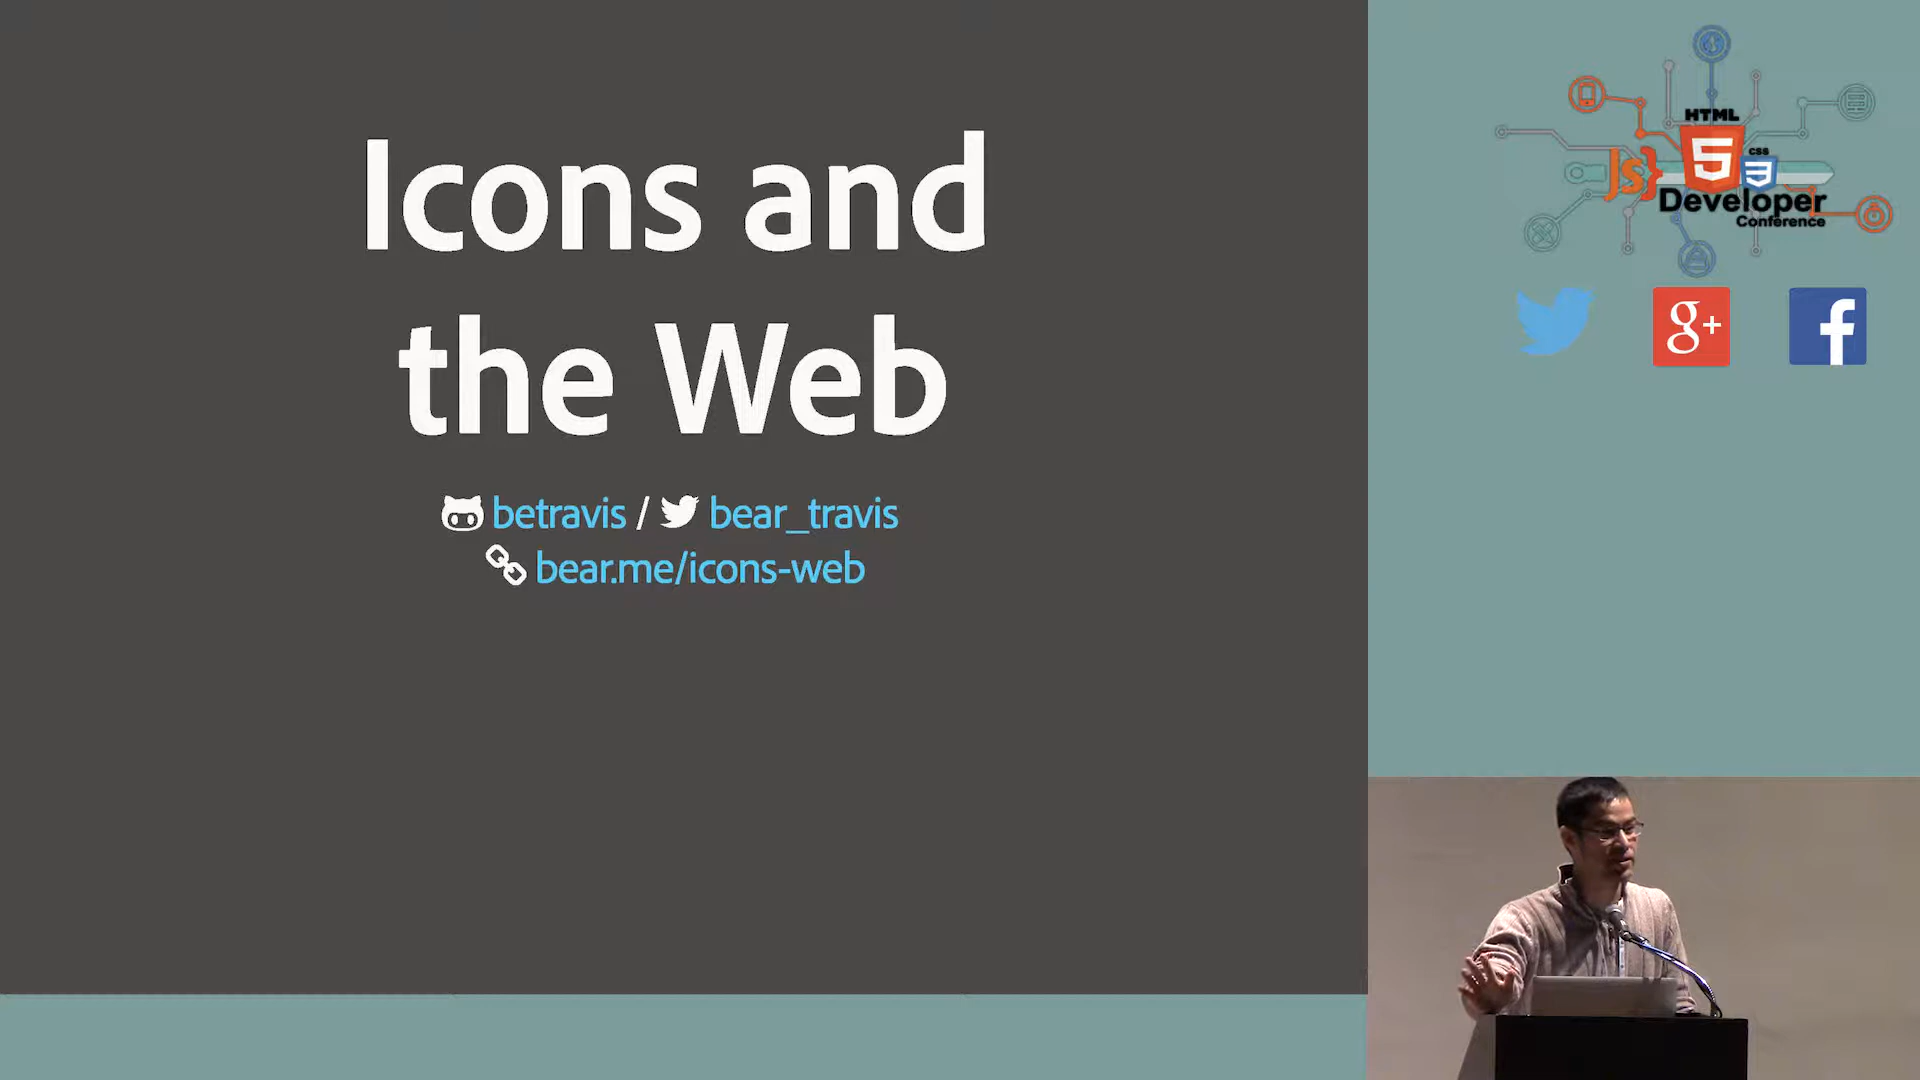 Icons and
the Web
betravis / bear_travis
bear.me/icons-web
HTML
5
CSS
3
JS}
Developer
Conference
g+
f